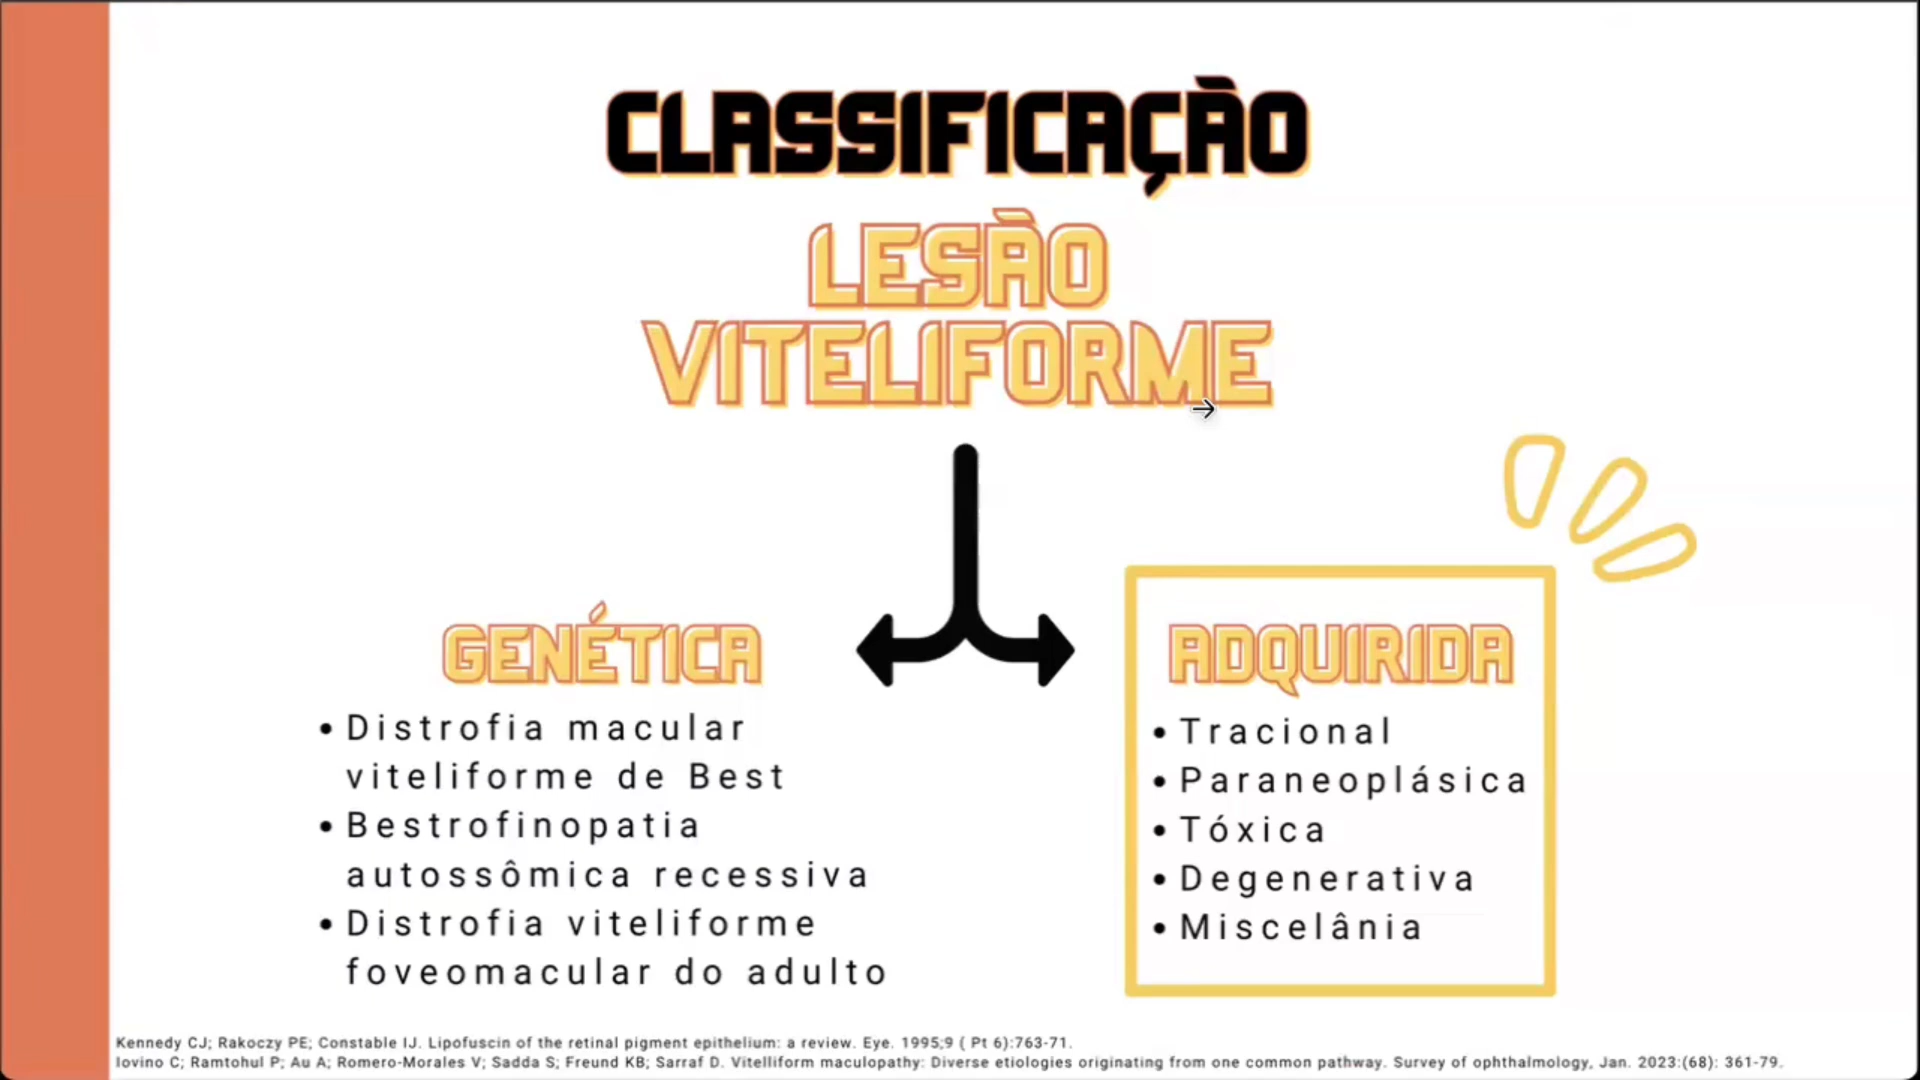 CLASSIFICAÇÃO
LESÃO
VITELIFORME
GENÉTICA
• Distrofia macular
viteliforme de Best
• Bestrofinopatia
autossômica recessiva
• Distrofia viteliforme
foveomacular do adulto
ADQUIRIDA
• Tracional
• Paraneoplásica
• Tóxica
• Degenerativa
• Miscelânia
Kennedy CJ; Rakoczy PE; Constable IJ. Lipofuscin of the retinal pigment epithelium: a review. Eye. 1995;9 ( Pt 6):763-71.
Iovino C; Ramtohul P; Au A; Romero-Morales V; Sadda S; Freund KB; Sarraf D. Vitelliform maculopathy: Diverse etiologies originating from one common pathway. Survey of ophthalmology, Jan. 2023:(68): 361-79.